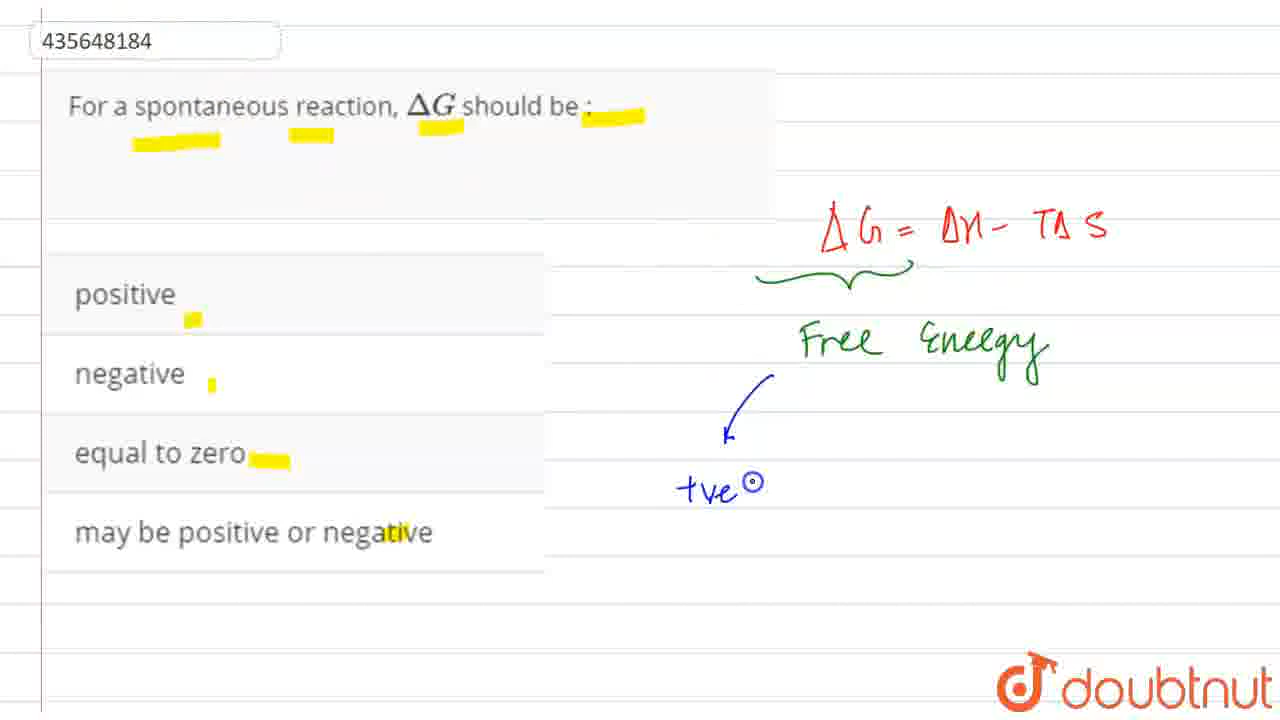 435648184
For a spontaneous reaction, ΔG should be :
positive
negative
equal to zero
may be positive or negative
ΔG = ΔH - TΔS
Free Eneegy
+ve
doubtnut